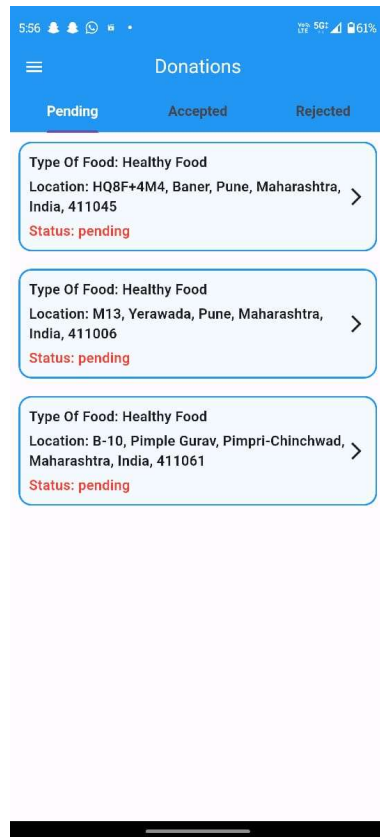 5:56 VoLTE 5G 61%
Donations
Pending Accepted Rejected
Type Of Food: Healthy Food
Location: HQ8F+4M4, Baner, Pune, Maharashtra,
India, 411045
Status: pending
Type Of Food: Healthy Food
Location: M13, Yerawada, Pune, Maharashtra,
India, 411006
Status: pending
Type Of Food: Healthy Food
Location: B-10, Pimple Gurav, Pimpri-Chinchwad,
Maharashtra, India, 411061
Status: pending